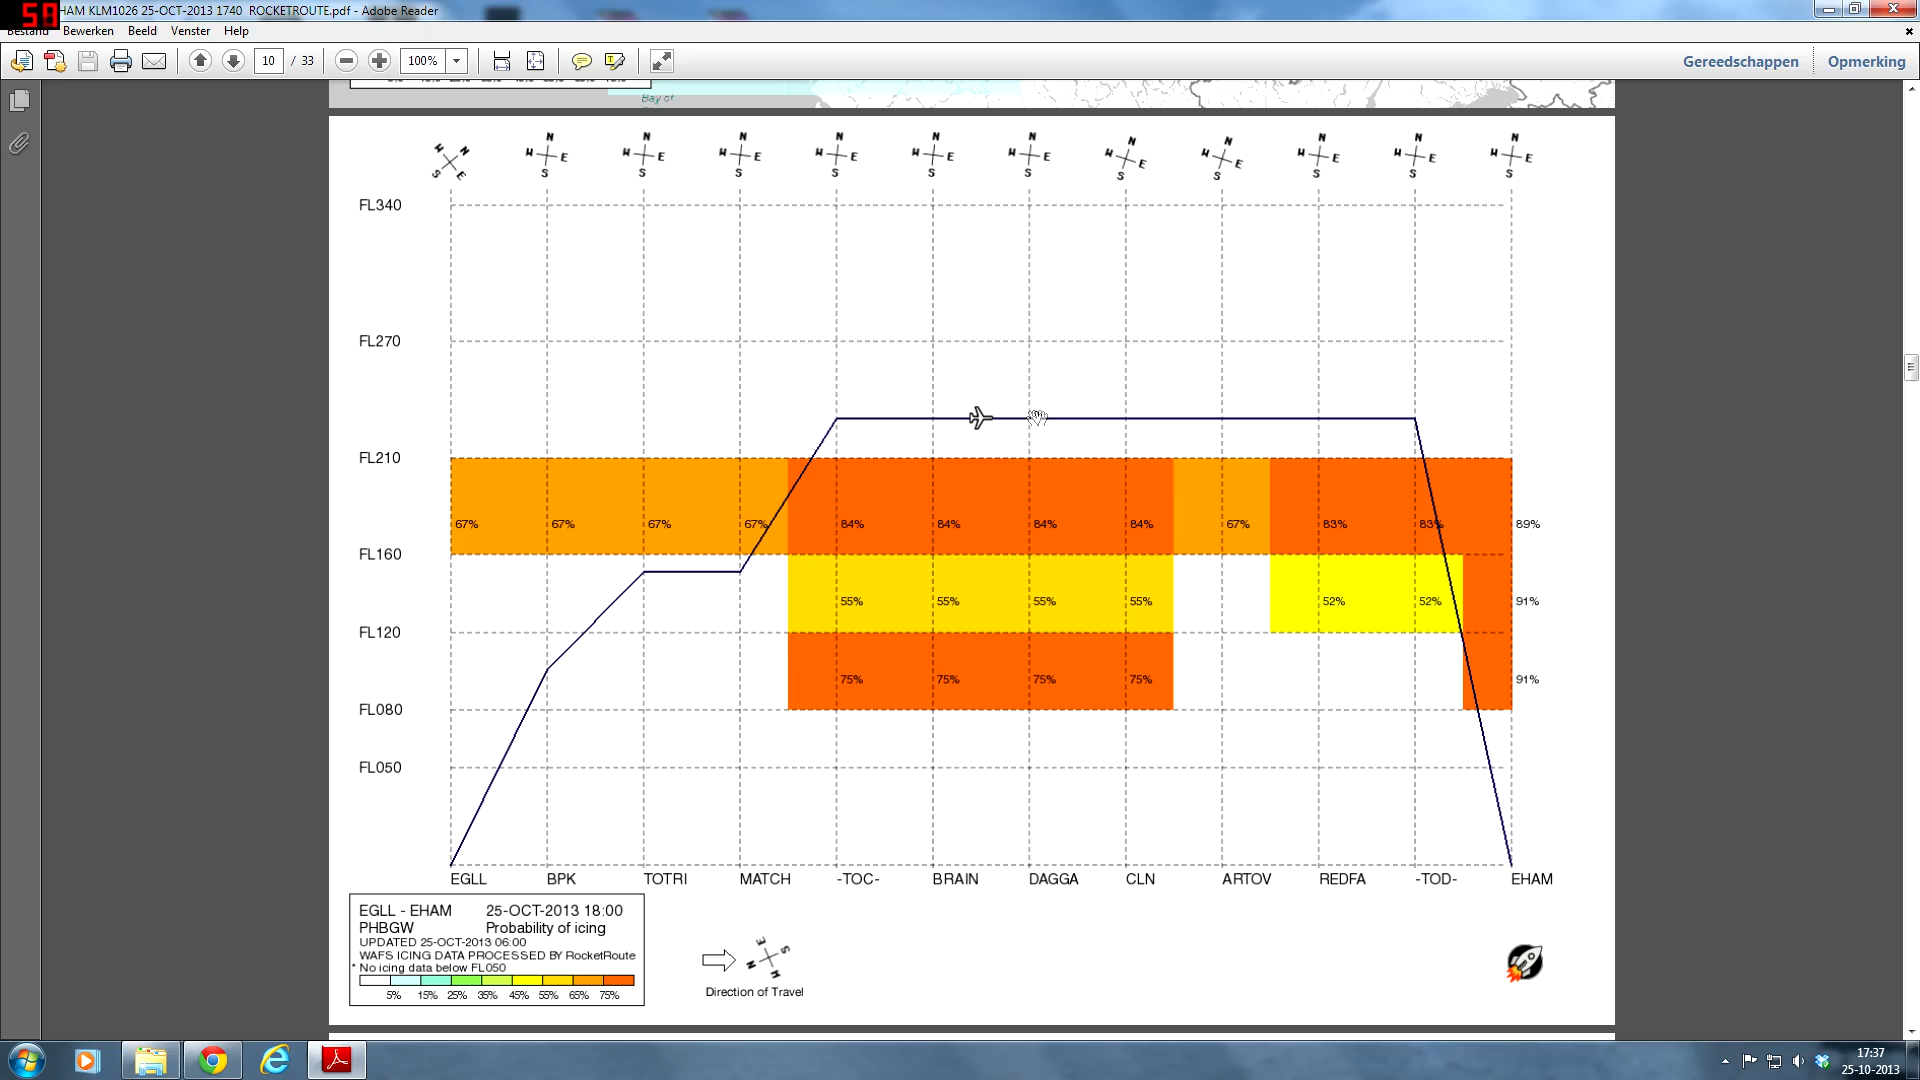 58
HAM KLM1026 25-OCT-2013 1740 ROCKETROUTE.pdf - Adobe Reader
Bestand Bewerken Beeld Venster Help
10 / 33 100% Gereedschappen Opmerking
Bay of
N N N N N N N N N N N N
W E W E W E W E W E W E W E W E W E W E W E W E
S S S S S S S S S S S S
FL340
FL270
FL210
67% 67% 67% 67% 84% 84% 84% 84% 67% 83% 83% 89%
FL160
55% 55% 55% 55% 52% 52% 91%
FL120
75% 75% 75% 75% 91%
FL080
FL050
EGLL BPK TOTRI MATCH -TOC- BRAIN DAGGA CLN ARTOV REDFA -TOD- EHAM
EGLL - EHAM 25-OCT-2013 18:00
PHBGW Probability of icing
UPDATED 25-OCT-2013 06:00
WAFS ICING DATA PROCESSED BY RocketRoute
* No icing data below FL050
5% 15% 25% 35% 45% 55% 65% 75%
E S
N W
Direction of Travel
17:37
25-10-2013